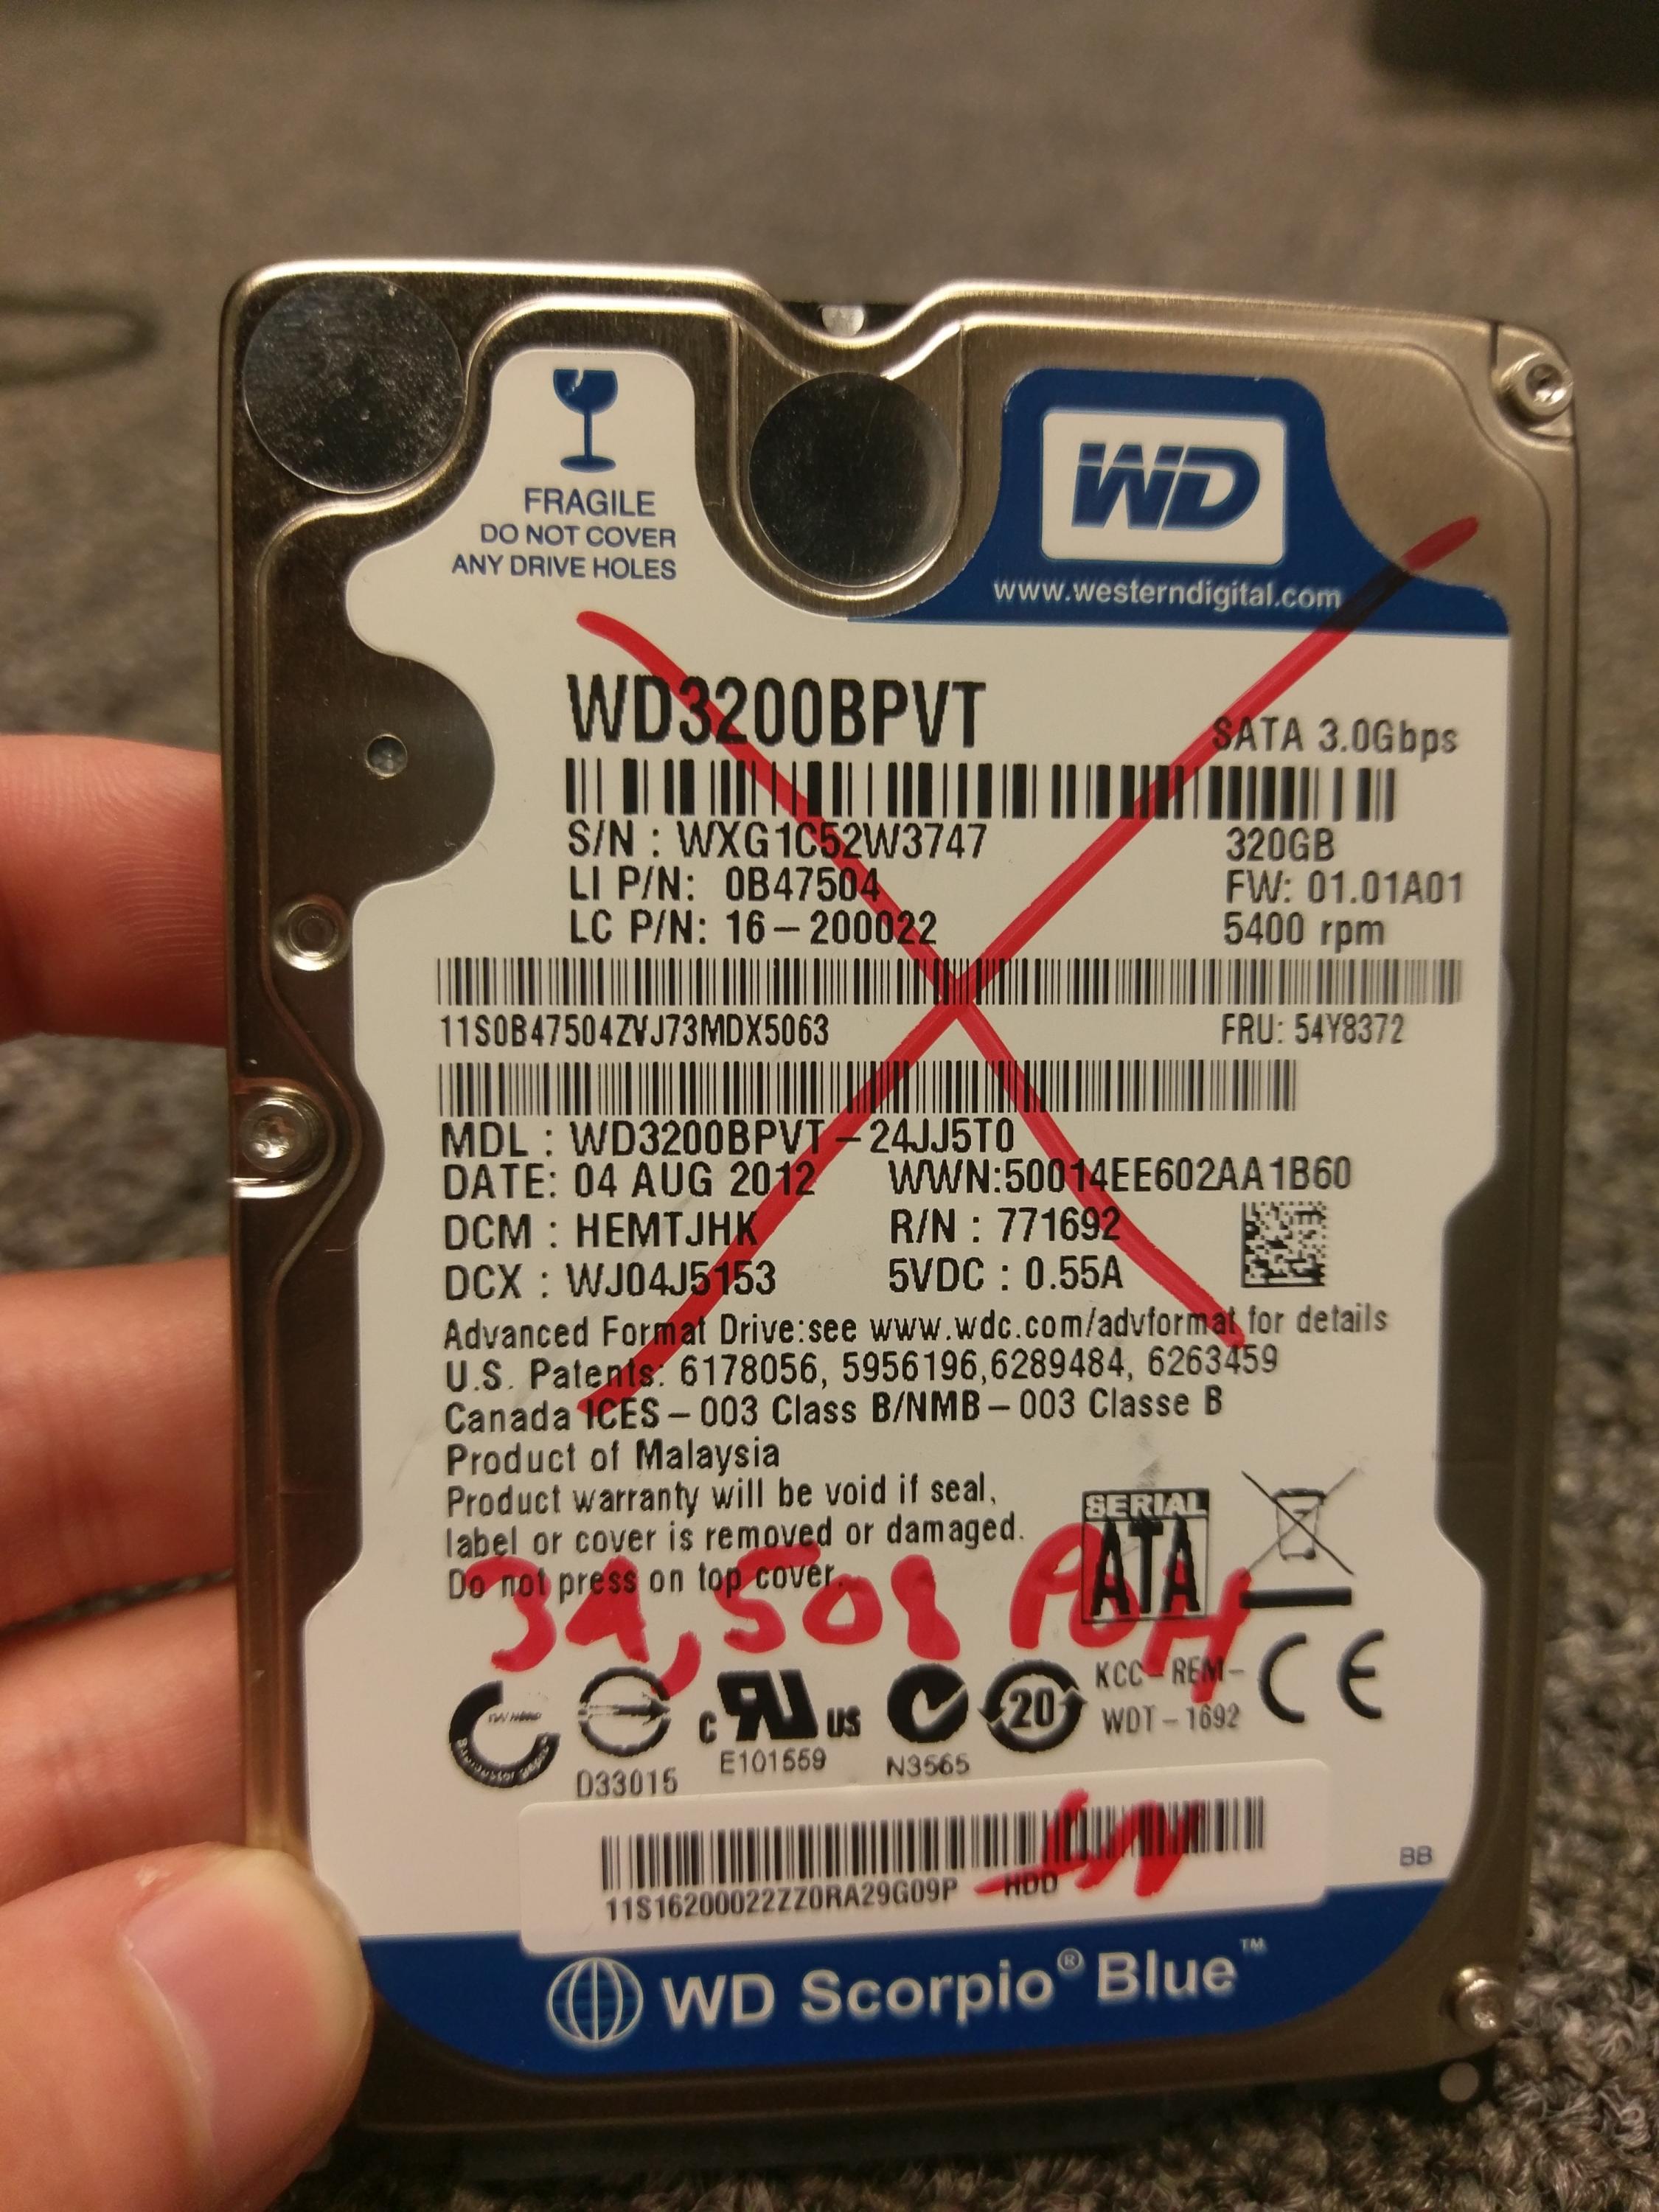 FRAGILE
DO NOT COVER
ANY DRIVE HOLES
WD
www.westerndigital.com
WD3200BPVT
SATA 3.0Gbps
S/N : WXG1C52W3747
320GB
LI P/N: 0B47504
FW: 01.01A01
LC P/N: 16-200022
5400 rpm
11S0B47504ZVJ73MDX5063
FRU: 54Y8372
MDL : WD3200BPVT-24JJ5T0
DATE: 04 AUG 2012 WWN:50014EE602AA1B60
DCM : HEMTJHK R/N : 771692
DCX : WJ04J5153 5VDC : 0.55A
Advanced Format Drive:see www.wdc.com/advformat for details
U.S. Patents: 6178056, 5956196,6289484, 6263459
Canada ICES-003 Class B/NMB-003 Classe B
Product of Malaysia
Product warranty will be void if seal,
label or cover is removed or damaged.
Do not press on top cover.
SERIAL
ATA
34,508 POH
c RU US
E101559
D33015
N3565
20
KCC-REM-
WDT-1692
CE
11S16200022ZZ0RA29G09P HDD
BB
WD Scorpio® Blue™